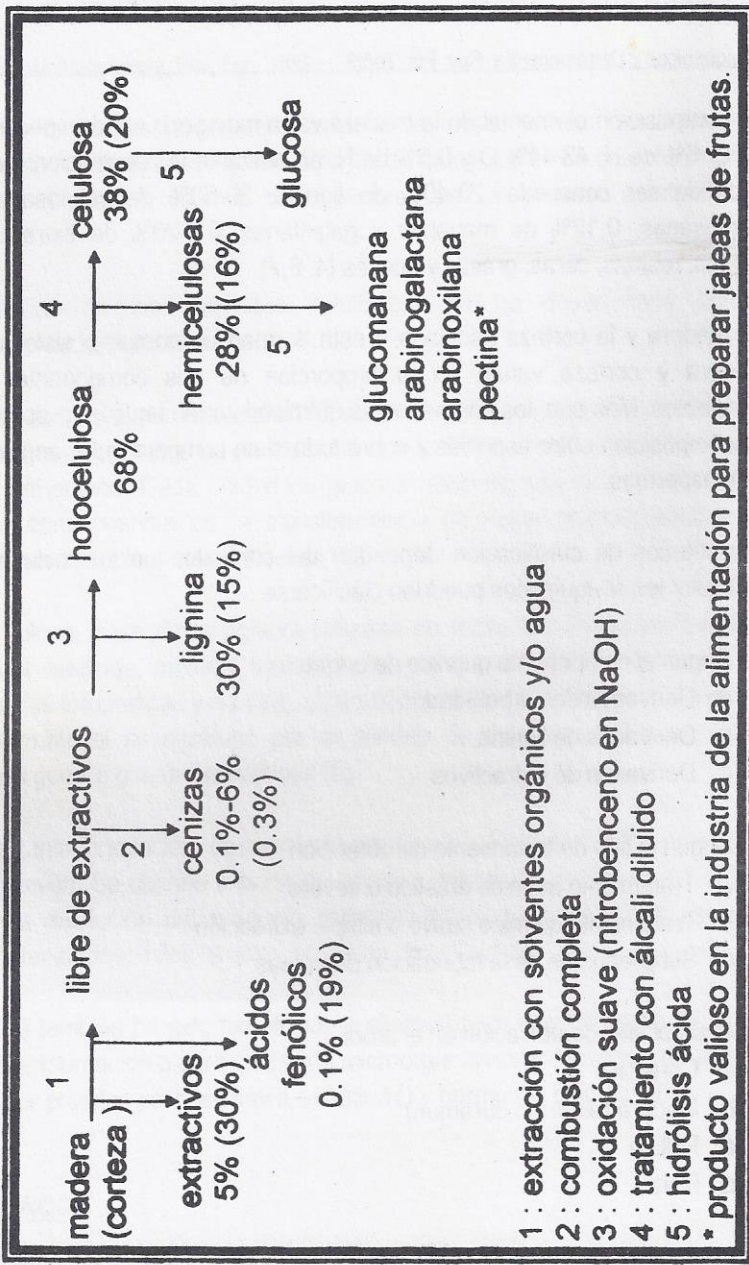 madera 1 libre de extractivos 3 holocelulosa 4 celulosa
(corteza )) 68% 38% (20%)
2 5
extractivos cenizas lignina hemicelulosas glucosa
5% (30%) 0.1%-6% 30% (15%) 28% (16%)
(0.3%) 5
ácidos
fenólicos
0.1% (19%)
glucomanana
arabinogalactana
arabinoxilana
pectina*
1 : extracción con solventes orgánicos y/o agua
2 : combustión completa
3 : oxidación suave (nitrobenceno en NaOH))
4 : tratamiento con álcali diluido
5 : hidrólisis ácida
* producto valioso en la industria de la alimentación para preparar jaleas de frutas